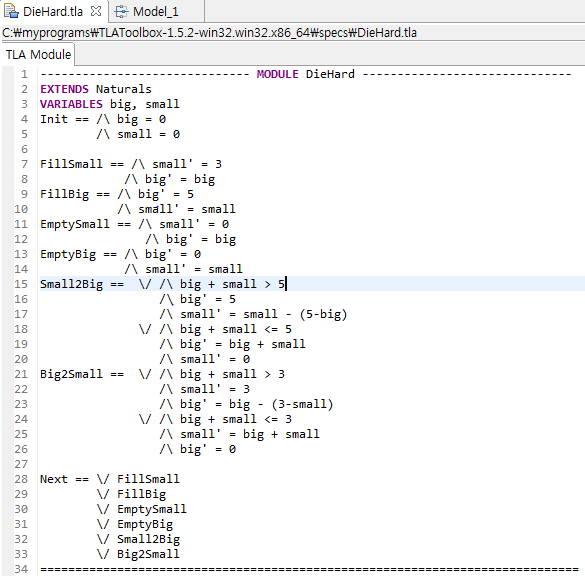 DieHard.tla Model_1
C:₩myprograms₩TLAToolbox-1.5.2-win32.win32.x86_64₩specs₩DieHard.tla
TLA Module
1 ------------------------------ MODULE DieHard ------------------------------
2 EXTENDS Naturals
3 VARIABLES big, small
4 Init == /\ big = 0
5         /\ small = 0
6
7 FillSmall == /\ small' = 3
8             /\ big' = big
9 FillBig == /\ big' = 5
10            /\ small' = small
11 EmptySmall == /\ small' = 0
12                /\ big' = big
13 EmptyBig == /\ big' = 0
14             /\ small' = small
15 Small2Big ==  \/ /\ big + small > 5
16                  /\ big' = 5
17                  /\ small' = small - (5-big)
18               \/ /\ big + small <= 5
19                  /\ big' = big + small
20                  /\ small' = 0
21 Big2Small ==  \/ /\ big + small > 3
22                  /\ small' = 3
23                  /\ big' = big - (3-small)
24               \/ /\ big + small <= 3
25                  /\ small' = big + small
26                  /\ big' = 0
27
28 Next == \/ FillSmall
29         \/ FillBig
30         \/ EmptySmall
31         \/ EmptyBig
32         \/ Small2Big
33         \/ Big2Small
34 =============================================================================